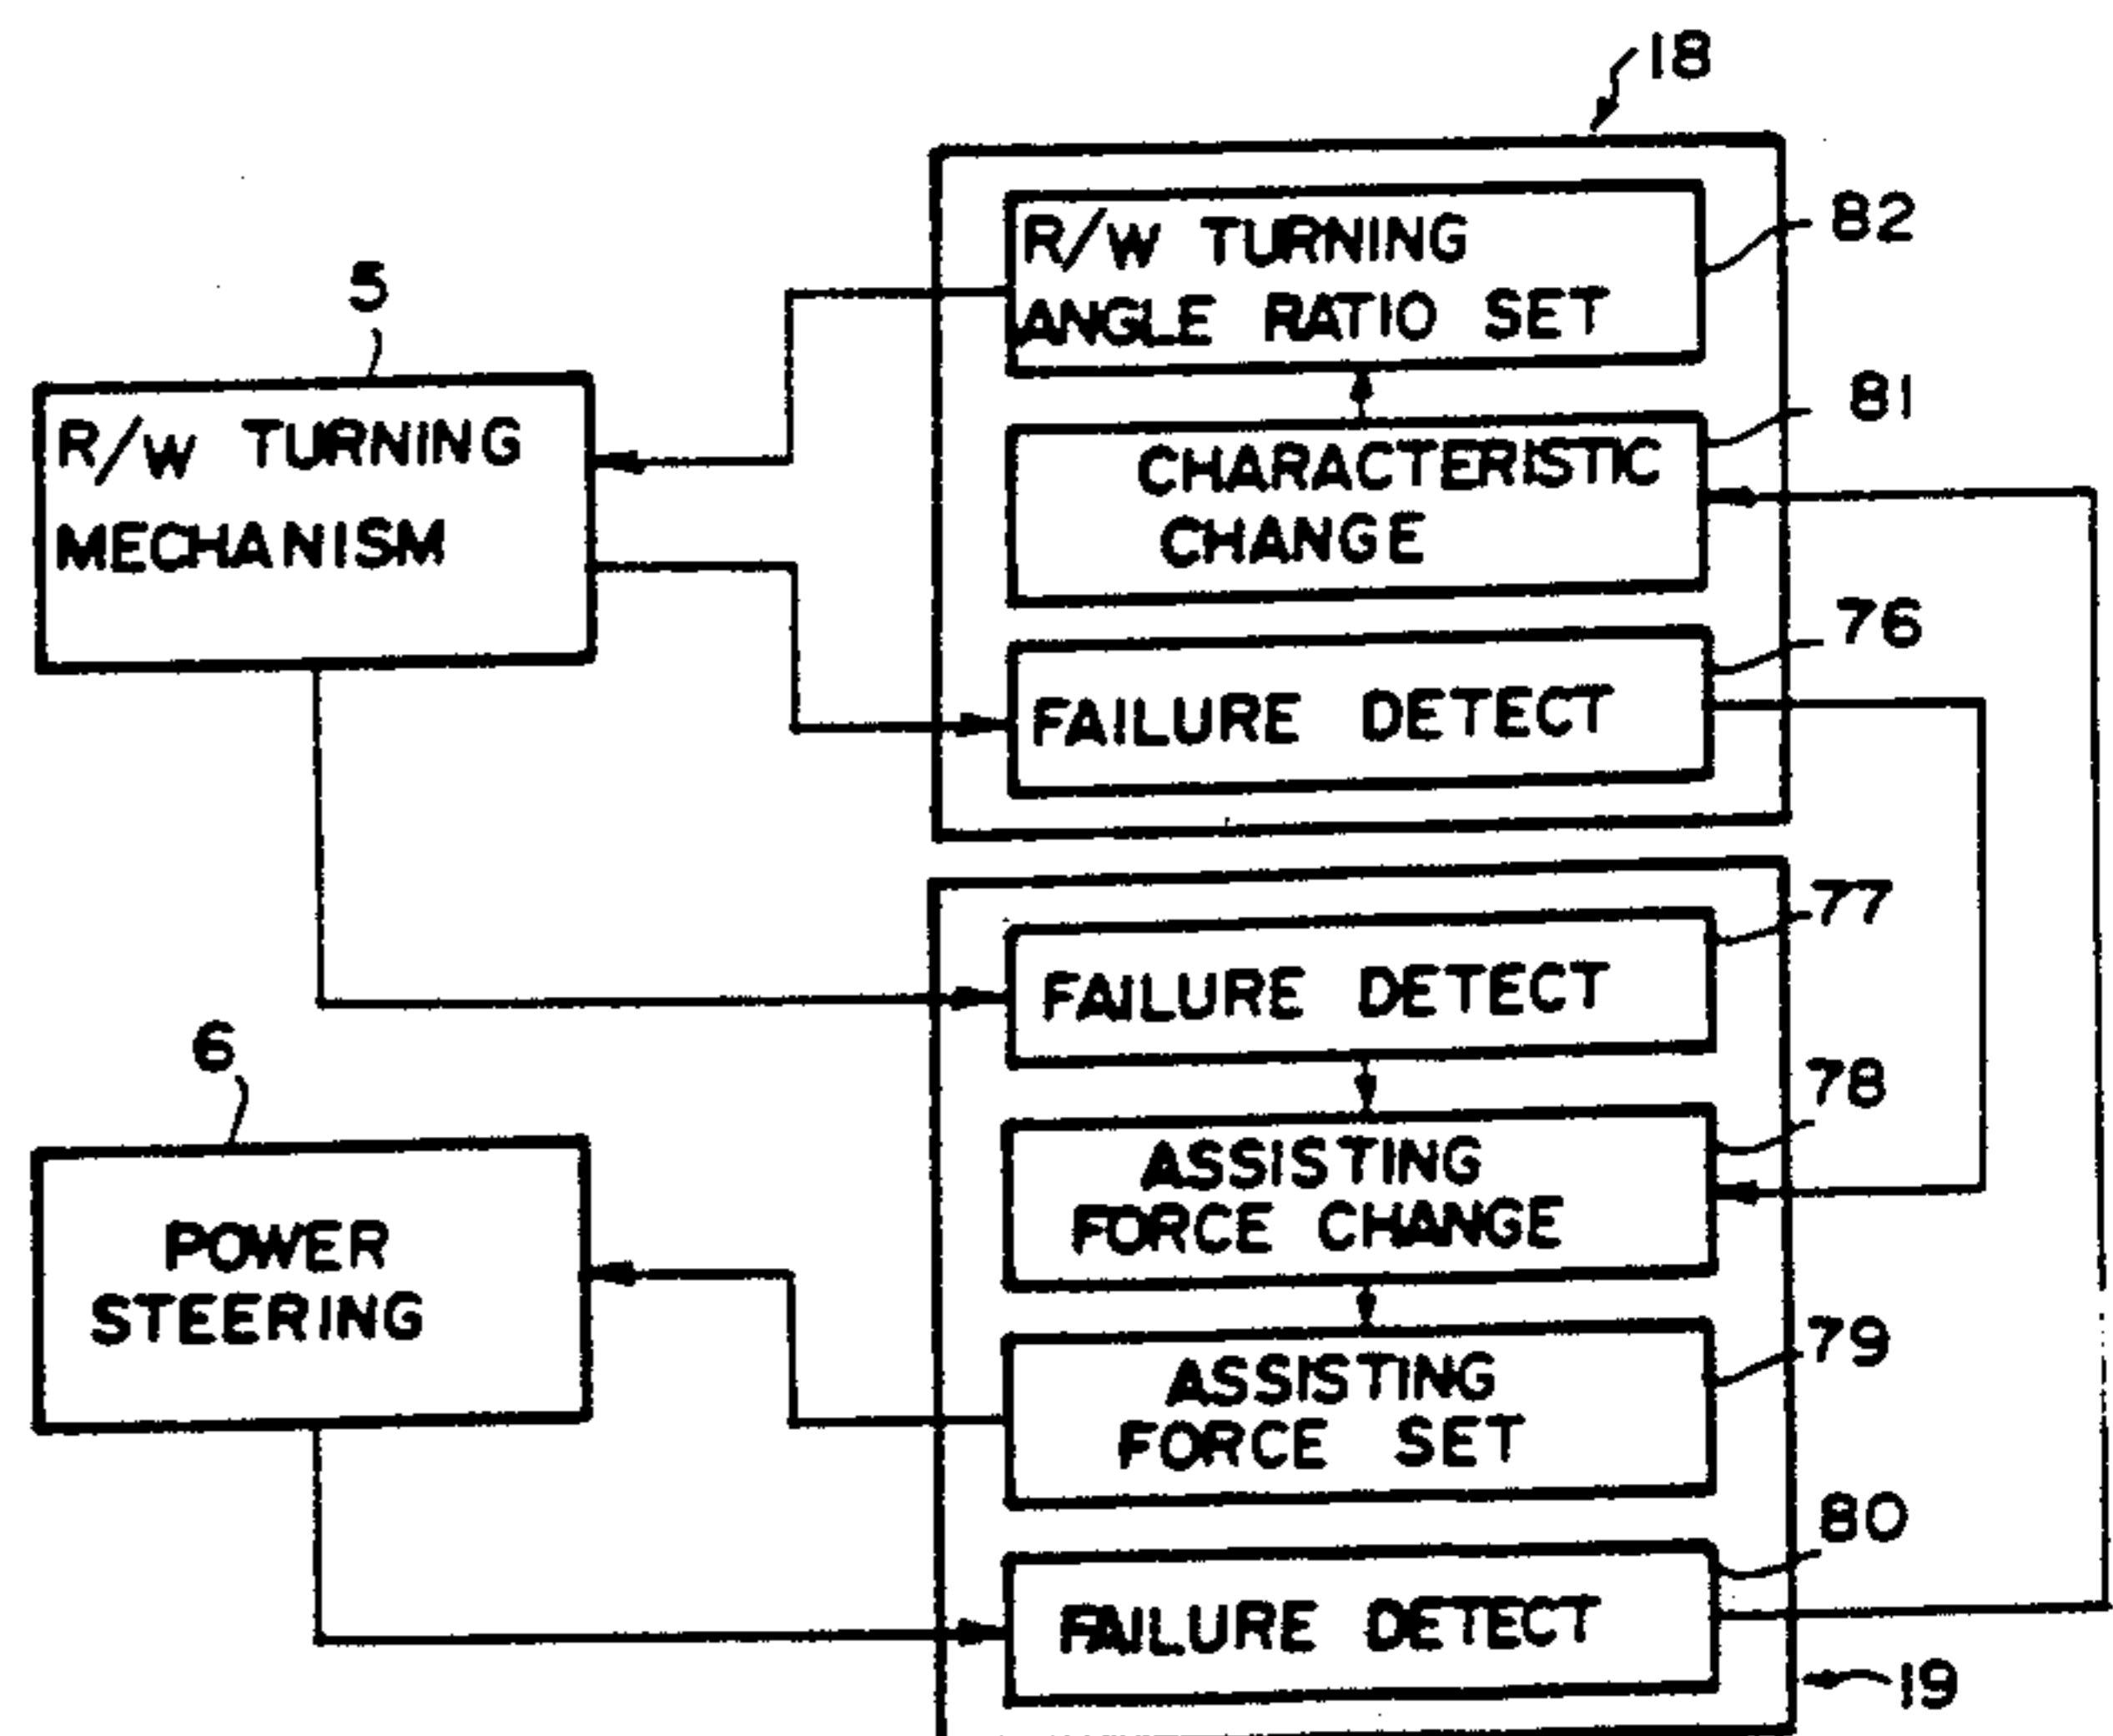 18
R/W TURNING
ANGLE RATIO SET
82
5
R/W TURNING
MECHANISM
CHARACTERISTIC
CHANGE
81
FAILURE DETECT
76
FAILURE DETECT
77
6
POWER
STEERING
ASSISTING
FORCE CHANGE
78
ASSISTING
FORCE SET
79
FAILURE DETECT
80
19